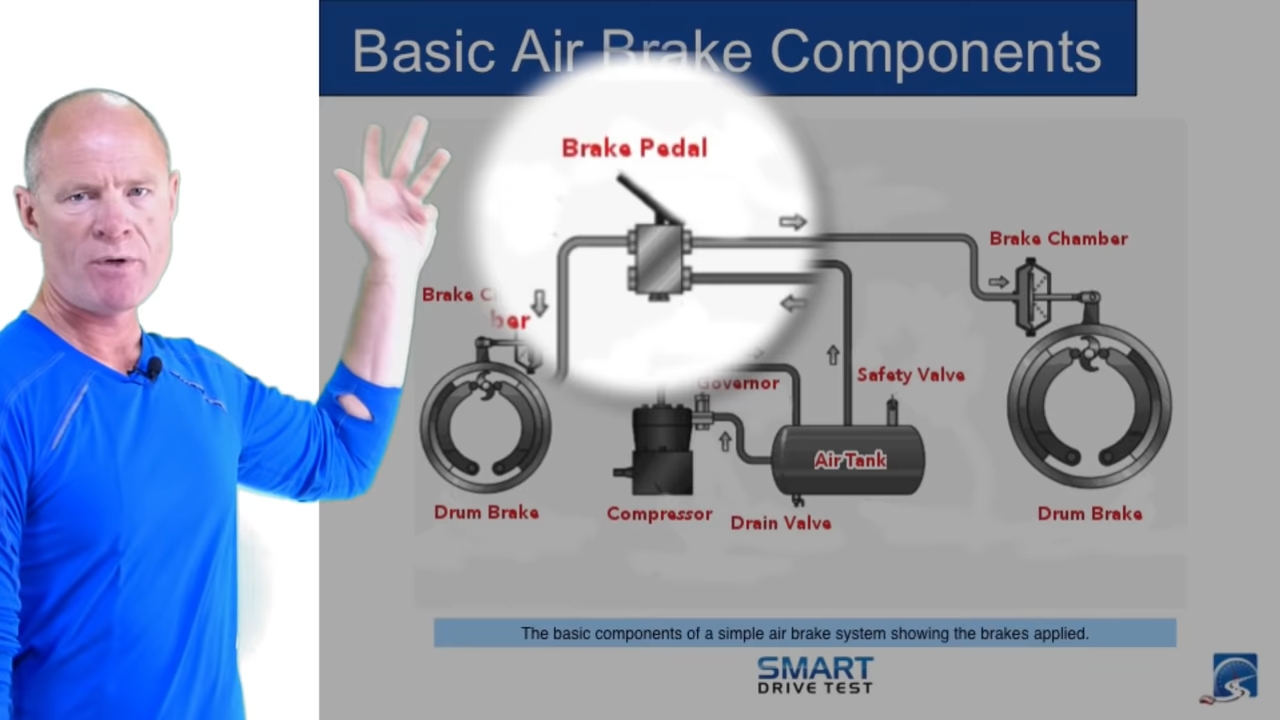 Basic Air Brake Components
Brake Pedal
Brake Chamber
Brake C
ber
Governor
Safety Valve
Air Tank
Drum Brake
Compressor
Drain Valve
Drum Brake
The basic components of a simple air brake system showing the brakes applied.
SMART
DRIVE TEST